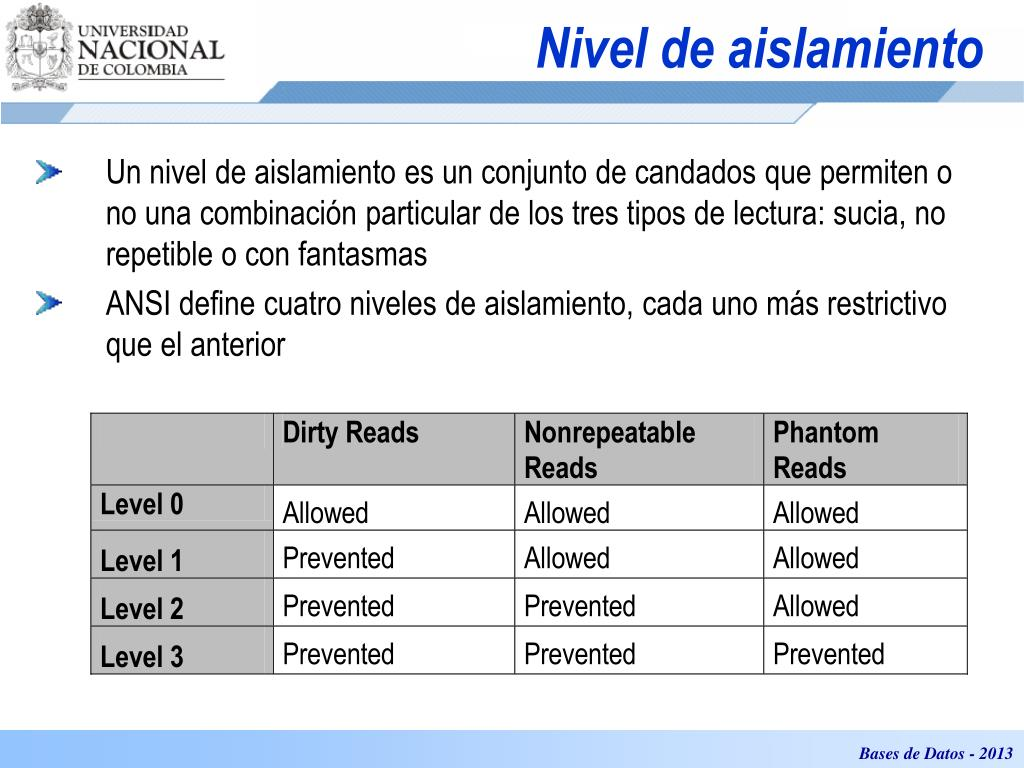 UNIVERSIDAD
NACIONAL
DE COLOMBIA
Nivel de aislamiento
Un nivel de aislamiento es un conjunto de candados que permiten o
no una combinación particular de los tres tipos de lectura: sucia, no
repetible o con fantasmas
ANSI define cuatro niveles de aislamiento, cada uno más restrictivo
que el anterior
Dirty Reads Nonrepeatable Reads Phantom Reads
Level 0 Allowed Allowed Allowed
Level 1 Prevented Allowed Allowed
Level 2 Prevented Prevented Allowed
Level 3 Prevented Prevented Prevented
Bases de Datos - 2013